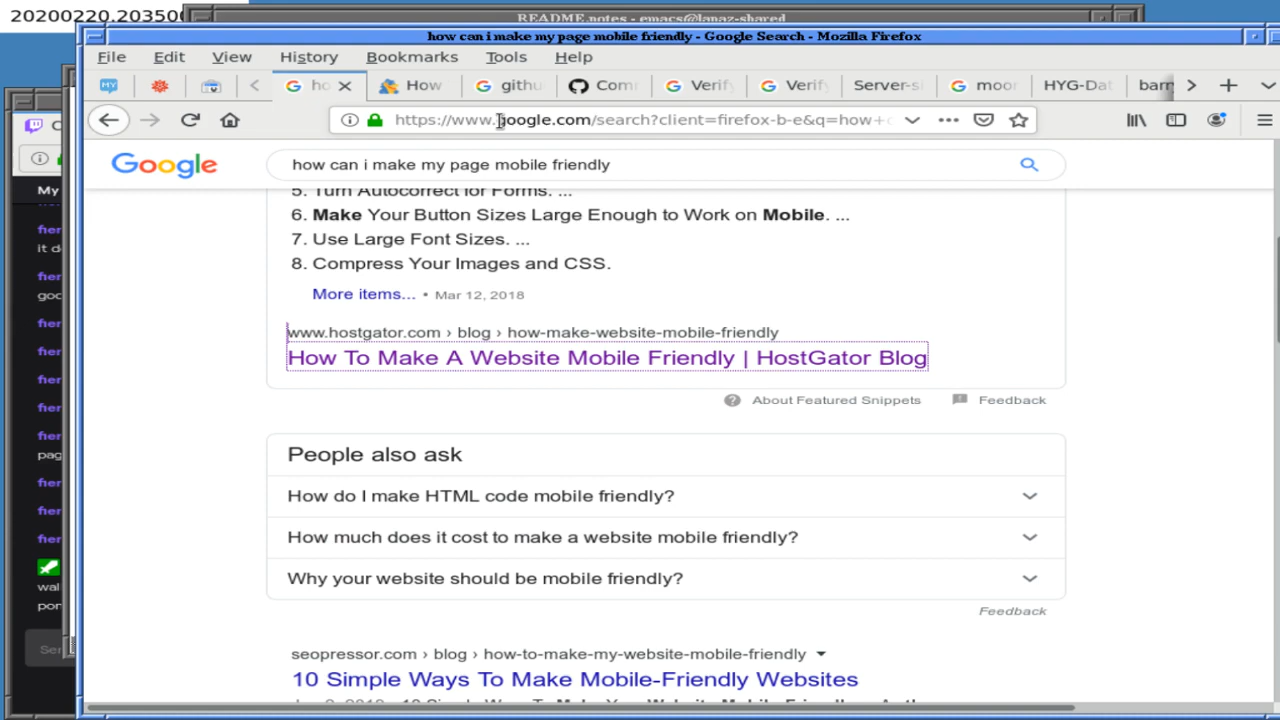 20200220.203500
README.notes - emacs@lapaz-shared
how can i make my page mobile friendly - Google Search - Mozilla Firefox
File Edit View History Bookmarks Tools Help
ho How githu Com Verify Verify Server-s moor HYG-Dat barn
https://www.google.com/search?client=firefox-b-e&q=how+c
Google how can i make my page mobile friendly
5. Turn Autocorrect for Forms. ...
6. Make Your Button Sizes Large Enough to Work on Mobile. ...
7. Use Large Font Sizes. ...
8. Compress Your Images and CSS.
More items... • Mar 12, 2018
www.hostgator.com › blog › how-make-website-mobile-friendly
How To Make A Website Mobile Friendly | HostGator Blog
About Featured Snippets Feedback
People also ask
How do I make HTML code mobile friendly?
How much does it cost to make a website mobile friendly?
Why your website should be mobile friendly?
Feedback
seopressor.com › blog › how-to-make-my-website-mobile-friendly
10 Simple Ways To Make Mobile-Friendly Websites
My
it d
goo
pag
wal
pon
Ser